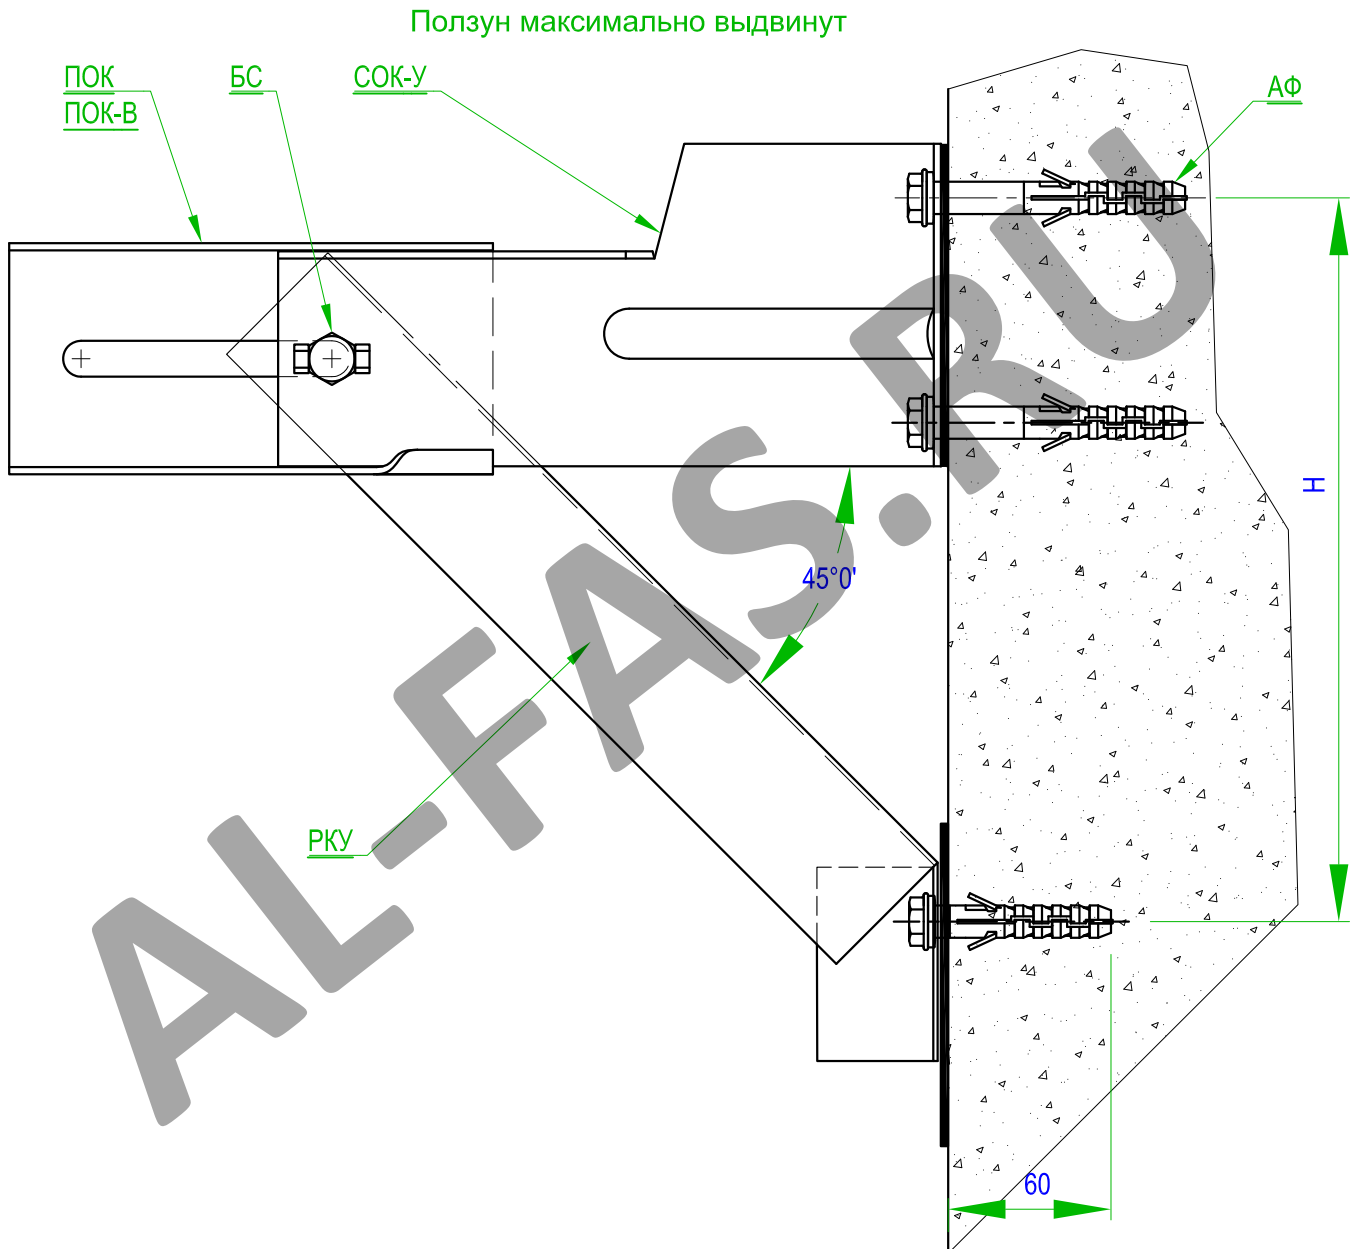 Ползун максимально выдвинут
ПОК
ПОК-В
БС
СОК-У
АФ
H
45°0'
РКУ
60
AL-FAS.RU